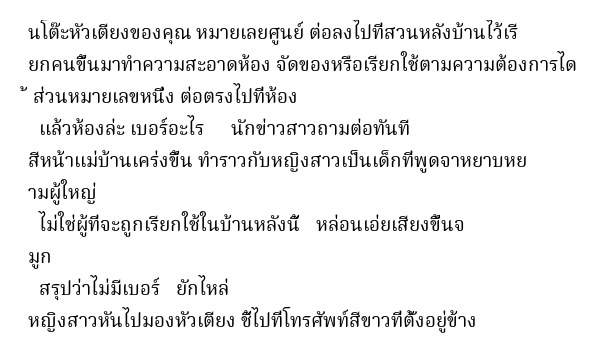 นโต๊ะหัวเตียงของคุณ หมายเลยศูนย์ ต่อลงไปที่สวนหลังบ้านไว้เรี
ยกคนขึ้นมาทำความสะอาดห้อง จัดของหรือเรียกใช้ตามความต้องการได
้ ส่วนหมายเลขหนึ่ง ต่อตรงไปที่ห้อง
แล้วห้องล่ะ เบอร์อะไร นักข่าวสาวถามต่อทันที
สีหน้าแม่บ้านเคร่งขึ้น ทำราวกับหญิงสาวเป็นเด็กที่พูดจาหยาบหย
ามผู้ใหญ่
ไม่ใช่ผู้ที่จะถูกเรียกใช้ในบ้านหลังนี้ หล่อนเอ่ยเสียงขึ้นจ
มูก
สรุปว่าไม่มีเบอร์ ยักไหล่
หญิงสาวหันไปมองหัวเตียง ชี้ไปที่โทรศัพท์สีขาวที่ตั้งอยู่ข้าง